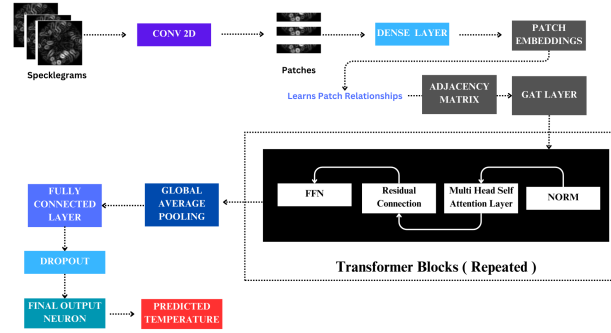 Specklegrams
CONV 2D
Patches
DENSE LAYER
PATCH
EMBEDDINGS
Learns Patch Relationships
ADJACENCY
MATRIX
GAT LAYER
FFN
Residual
Connection
Multi Head Self
Attention Layer
NORM
Transformer Blocks ( Repeated )
GLOBAL
AVERAGE
POOLING
FULLY
CONNECTED
LAYER
DROPOUT
FINAL OUTPUT
NEURON
PREDICTED
TEMPERATURE